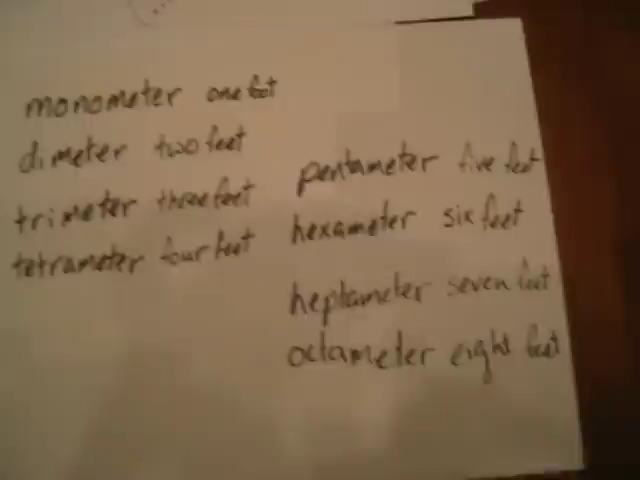 monometer one foot
dimeter two feet
trimeter three feet
tetrameter four feet
pentameter five feet
hexameter six feet
heptameter seven feet
octameter eight feet